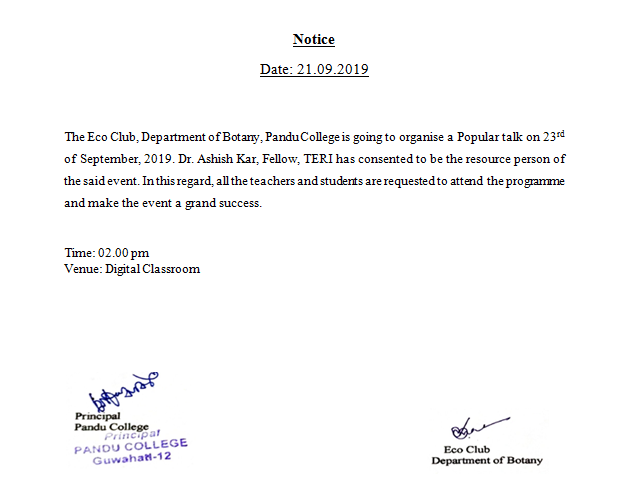 Notice
Date: 21.09.2019
The Eco Club, Department of Botany, Pandu College is going to organise a Popular talk on 23rd
of September, 2019. Dr. Ashish Kar, Fellow, TERI has consented to be the resource person of
the said event. In this regard, all the teachers and students are requested to attend the programme
and make the event a grand success.
Time: 02.00 pm
Venue: Digital Classroom
Principal
Pandu College
Principal
PANDU COLLEGE
Guwahati-12
Eco Club
Department of Botany